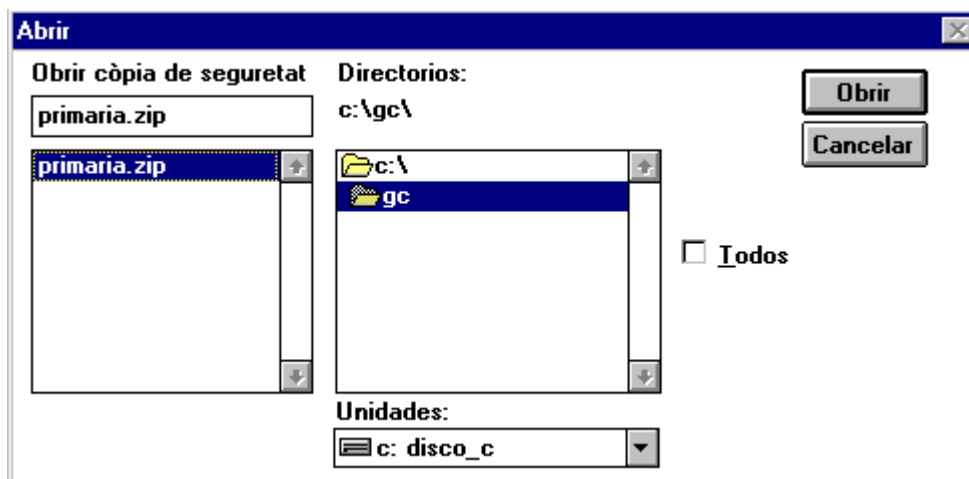 Abrir
Obrir còpia de seguretat
primaria.zip
primaria.zip
Directorios:
c:\gc\
c:\
gc
Unidades:
c: disco_c
Obrir
Cancelar
Todos